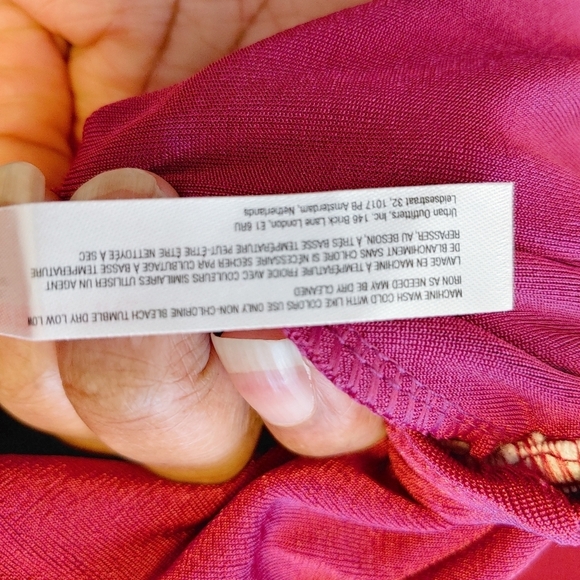 MACHINE WASH COLD WITH LIKE COLORS USE ONLY NON-CHLORINE BLEACH TUMBLE DRY LOW LOW
IRON AS NEEDED MAY BE DRY CLEANED
LAVAGE EN MACHINE À TEMPÉRATURE FROIDE AVEC COULEURS SIMILAIRES UTILISER UN AGENT
DE BLANCHIMENT SANS CHLORE SI NECESSAIRE SÉCHER PAR CULBUTAGE A BASSE TEMPÉRATURE
REPASSER, AU BESOIN, A TRES BASSE TEMPÉRATURE PEUT-ÊTRE NETTOYÉE A SEC
Urban Outfitters, Inc. 146 Brick Lane London, E1 6RU
Leidsestraat 32, 1017 PB Amsterdam, Netherlands